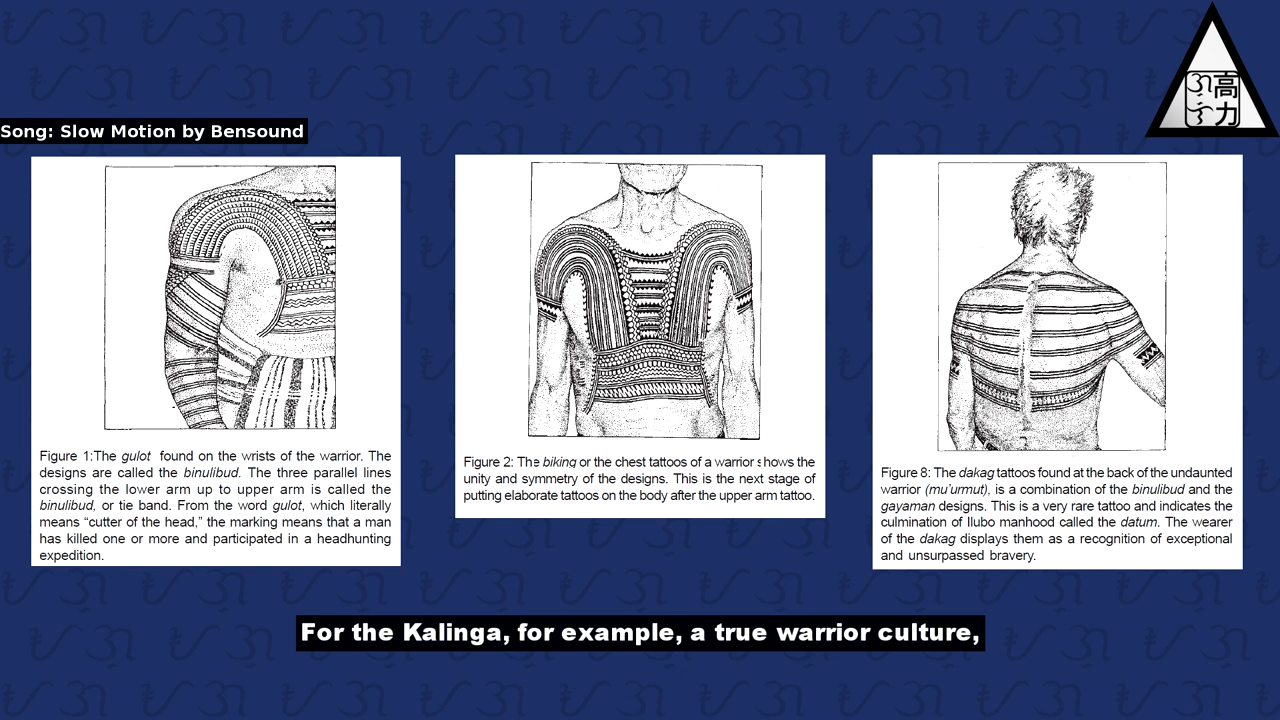 高
力
Song: Slow Motion by Bensound
Figure 1:The gulot found on the wrists of the warrior. The
designs are called the binulibud. The three parallel lines
crossing the lower arm up to upper arm is called the
binulibud, or tie band. From the word gulot, which literally
means “cutter of the head,” the marking means that a man
has killed one or more and participated in a headhunting
expedition.
Figure 2: The biking or the chest tattoos of a warrior shows the
unity and symmetry of the designs. This is the next stage of
putting elaborate tattoos on the body after the upper arm tattoo.
Figure 8: The dakag tattoos found at the back of the undaunted
warrior (mu’urmut), is a combination of the binulibud and the
gayaman designs. This is a very rare tattoo and indicates the
culmination of Ilubo manhood called the datum. The wearer
of the dakag displays them as a recognition of exceptional
and unsurpassed bravery.
For the Kalinga, for example, a true warrior culture,